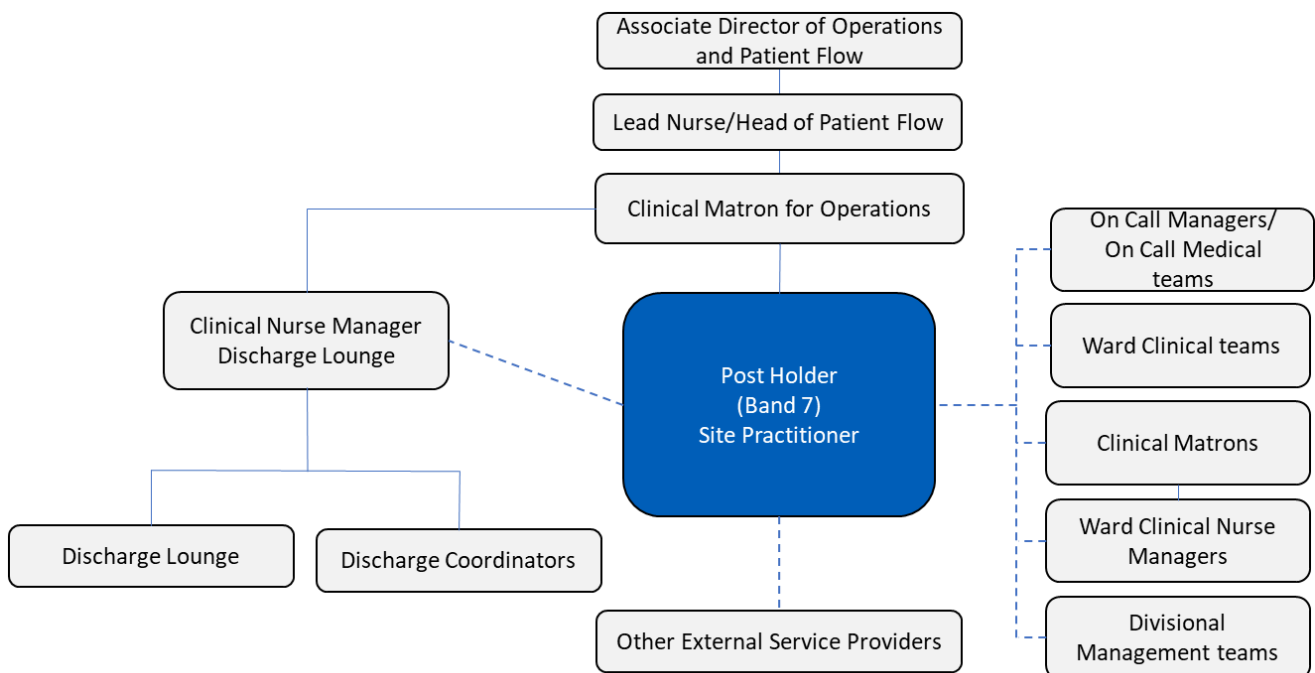 Associate Director of Operations
and Patient Flow
Lead Nurse/Head of Patient Flow
Clinical Matron for Operations
Clinical Nurse Manager
Discharge Lounge
Discharge Lounge
Discharge Coordinators
Post Holder
(Band 7)
Site Practitioner
Other External Service Providers
On Call Managers/
On Call Medical
teams
Ward Clinical teams
Clinical Matrons
Ward Clinical Nurse
Managers
Divisional
Management teams